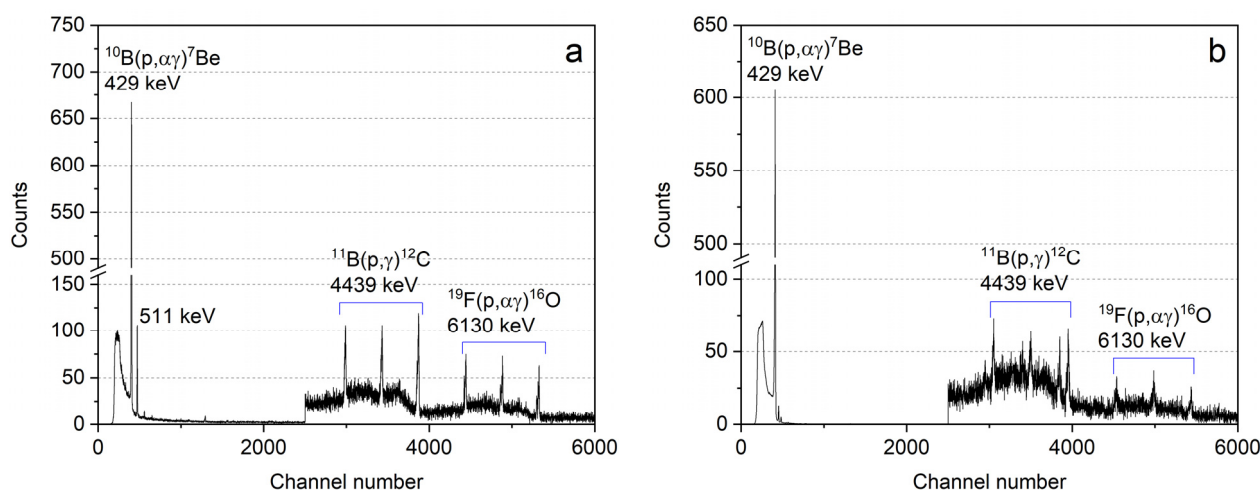 a
750
700
650
600
550
500
150
100
50
0
Counts
¹⁰B(p,αγ)⁷Be
429 keV
511 keV
¹¹B(p,γ)¹²C
4439 keV
¹⁹F(p,αγ)¹⁶O
6130 keV
0 2000 4000 6000
Channel number
b
650
600
550
500
100
50
0
Counts
¹⁰B(p,αγ)⁷Be
429 keV
¹¹B(p,γ)¹²C
4439 keV
¹⁹F(p,αγ)¹⁶O
6130 keV
0 2000 4000 6000
Channel number